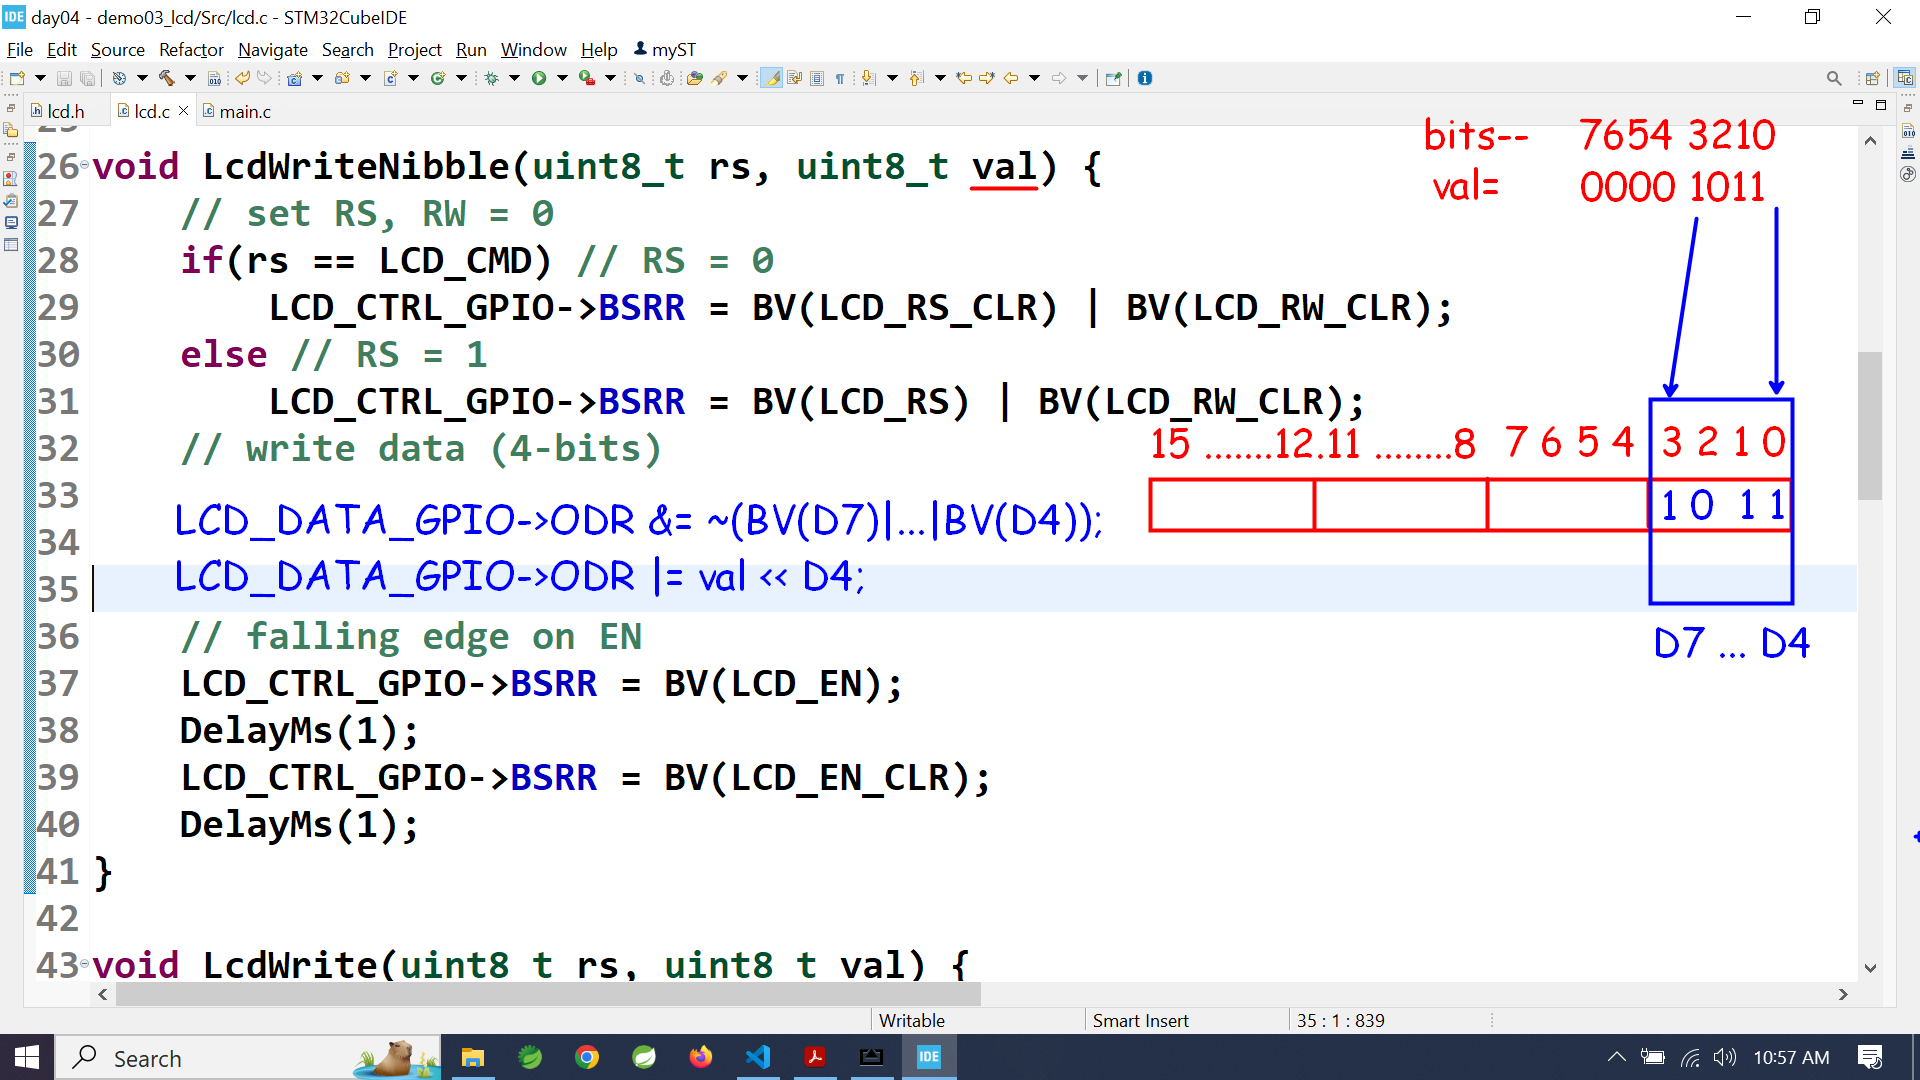 IDE day04 - demo03_lcd/Src/lcd.c - STM32CubeIDE
File Edit Source Refactor Navigate Search Project Run Window Help myST
lcd.h lcd.c main.c
26 void LcdWriteNibble(uint8_t rs, uint8_t val) {
bits-- 7654 3210
val= 0000 1011
27 // set RS, RW = 0
28 if(rs == LCD_CMD) // RS = 0
29 LCD_CTRL_GPIO->BSRR = BV(LCD_RS_CLR) | BV(LCD_RW_CLR);
30 else // RS = 1
31 LCD_CTRL_GPIO->BSRR = BV(LCD_RS) | BV(LCD_RW_CLR);
32 // write data (4-bits)
15 .......12.11 ........8 7 6 5 4 3 2 1 0
33
1 0 1 1
LCD_DATA_GPIO->ODR &= ~(BV(D7)|...|BV(D4));
34
LCD_DATA_GPIO->ODR |= val << D4;
35
36 // falling edge on EN
D7 ... D4
37 LCD_CTRL_GPIO->BSRR = BV(LCD_EN);
38 DelayMs(1);
39 LCD_CTRL_GPIO->BSRR = BV(LCD_EN_CLR);
40 DelayMs(1);
41 }
42
43 void LcdWrite(uint8_t rs, uint8_t val) {
Writable Smart Insert 35 : 1 : 839
Search IDE 10:57 AM